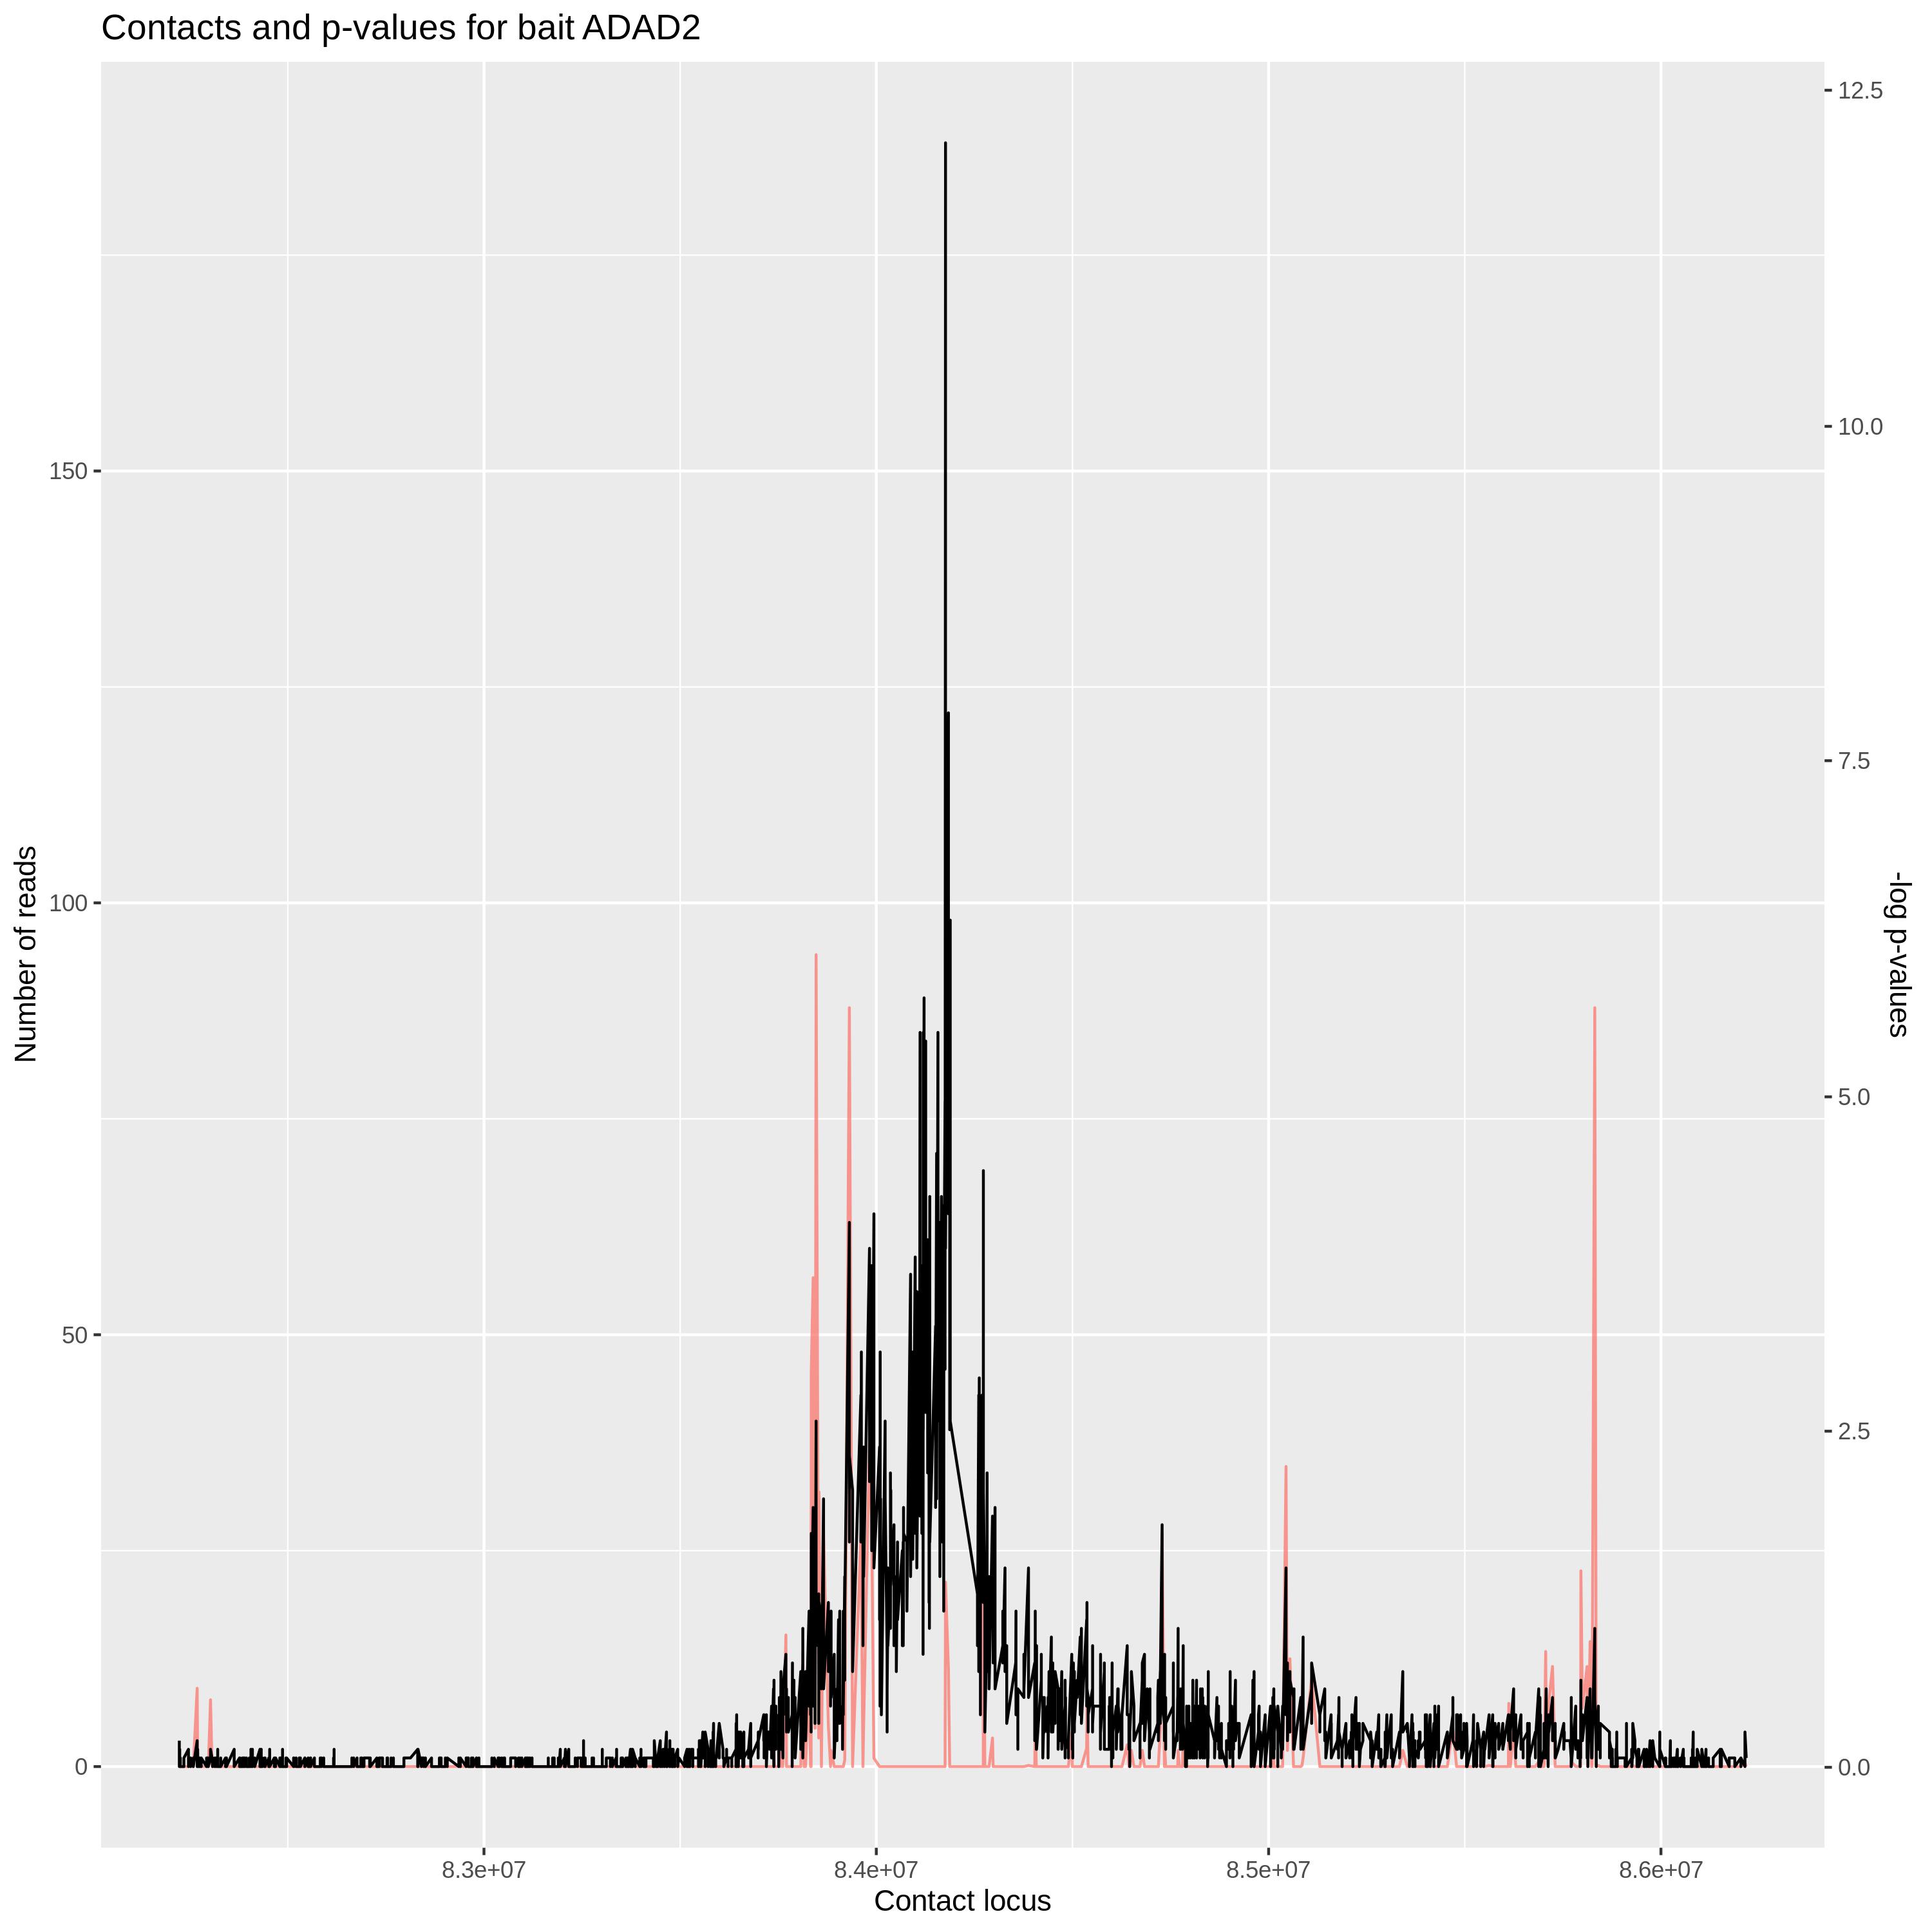 Contacts and p-values for bait ADAD2
12.5
10.0
7.5
5.0
2.5
0.0
150
100
50
0
Number of reads
-log p-values
8.3e+07
8.4e+07
8.5e+07
8.6e+07
Contact locus